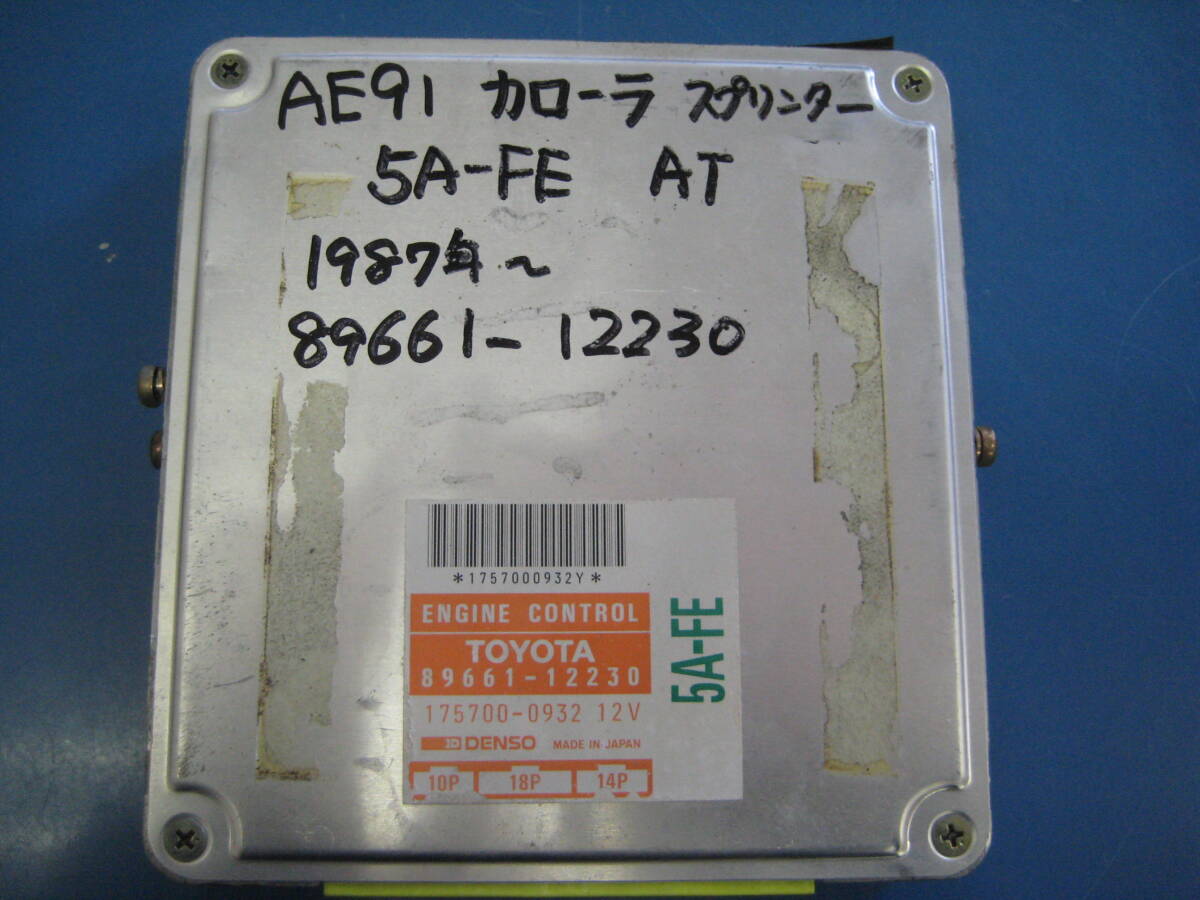 AE91 カローラ スプリンター
5A-FE AT
1987年～
89661-12230
*1757000932Y*
ENGINE CONTROL
TOYOTA
89661-12230
175700-0932 12V
DENSO MADE IN JAPAN
10P 18P 14P
5A-FE